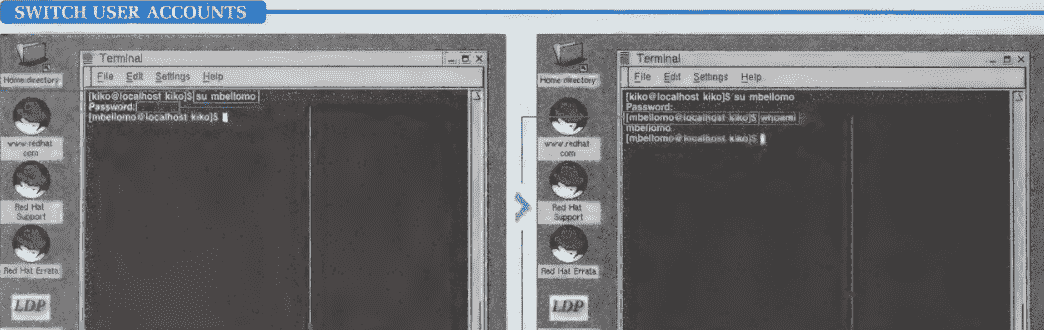 SWITCH USER ACCOUNTS
Terminal
File Edit Settings Help
[kiko@localhost kiko]$ su mbellomo
Password:
[mbellomo@localhost kiko]$
Home directory
www.redhat
com
Red Hat
Support
Red Hat Errata
LDP
Terminal
File Edit Settings Help
[kiko@localhost kiko]$ su mbellomo
Password:
[mbellomo@localhost kiko]$ whoami
mbellomo
[mbellomo@localhost kiko]$
Home directory
www.redhat
com
Red Hat
Support
Red Hat Errata
LDP